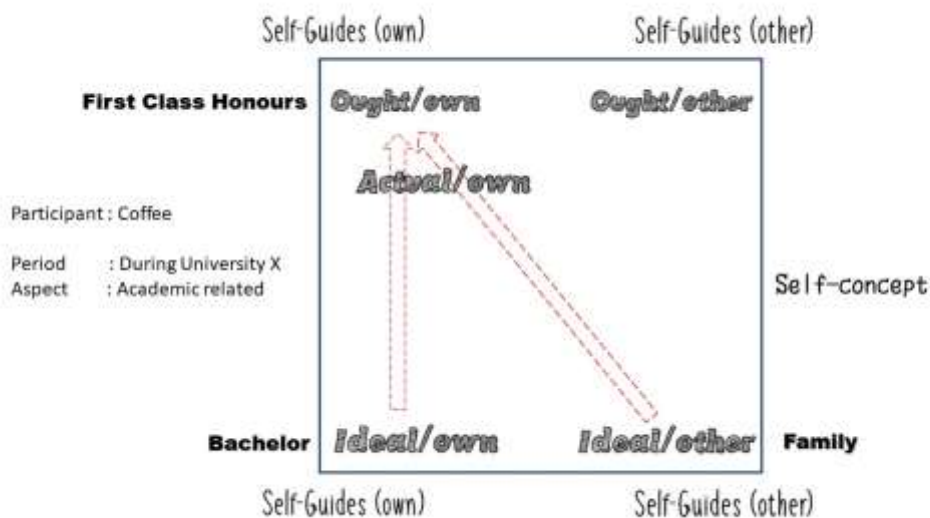 Self-Guides (own)
Self-Guides (other)
First Class Honours
Ought/own
Ought/other
Actual/own
Participant : Coffee
Period : During University X
Aspect : Academic related
Self-concept
Bachelor
Ideal/own
Ideal/other
Family
Self-Guides (own)
Self-Guides (other)